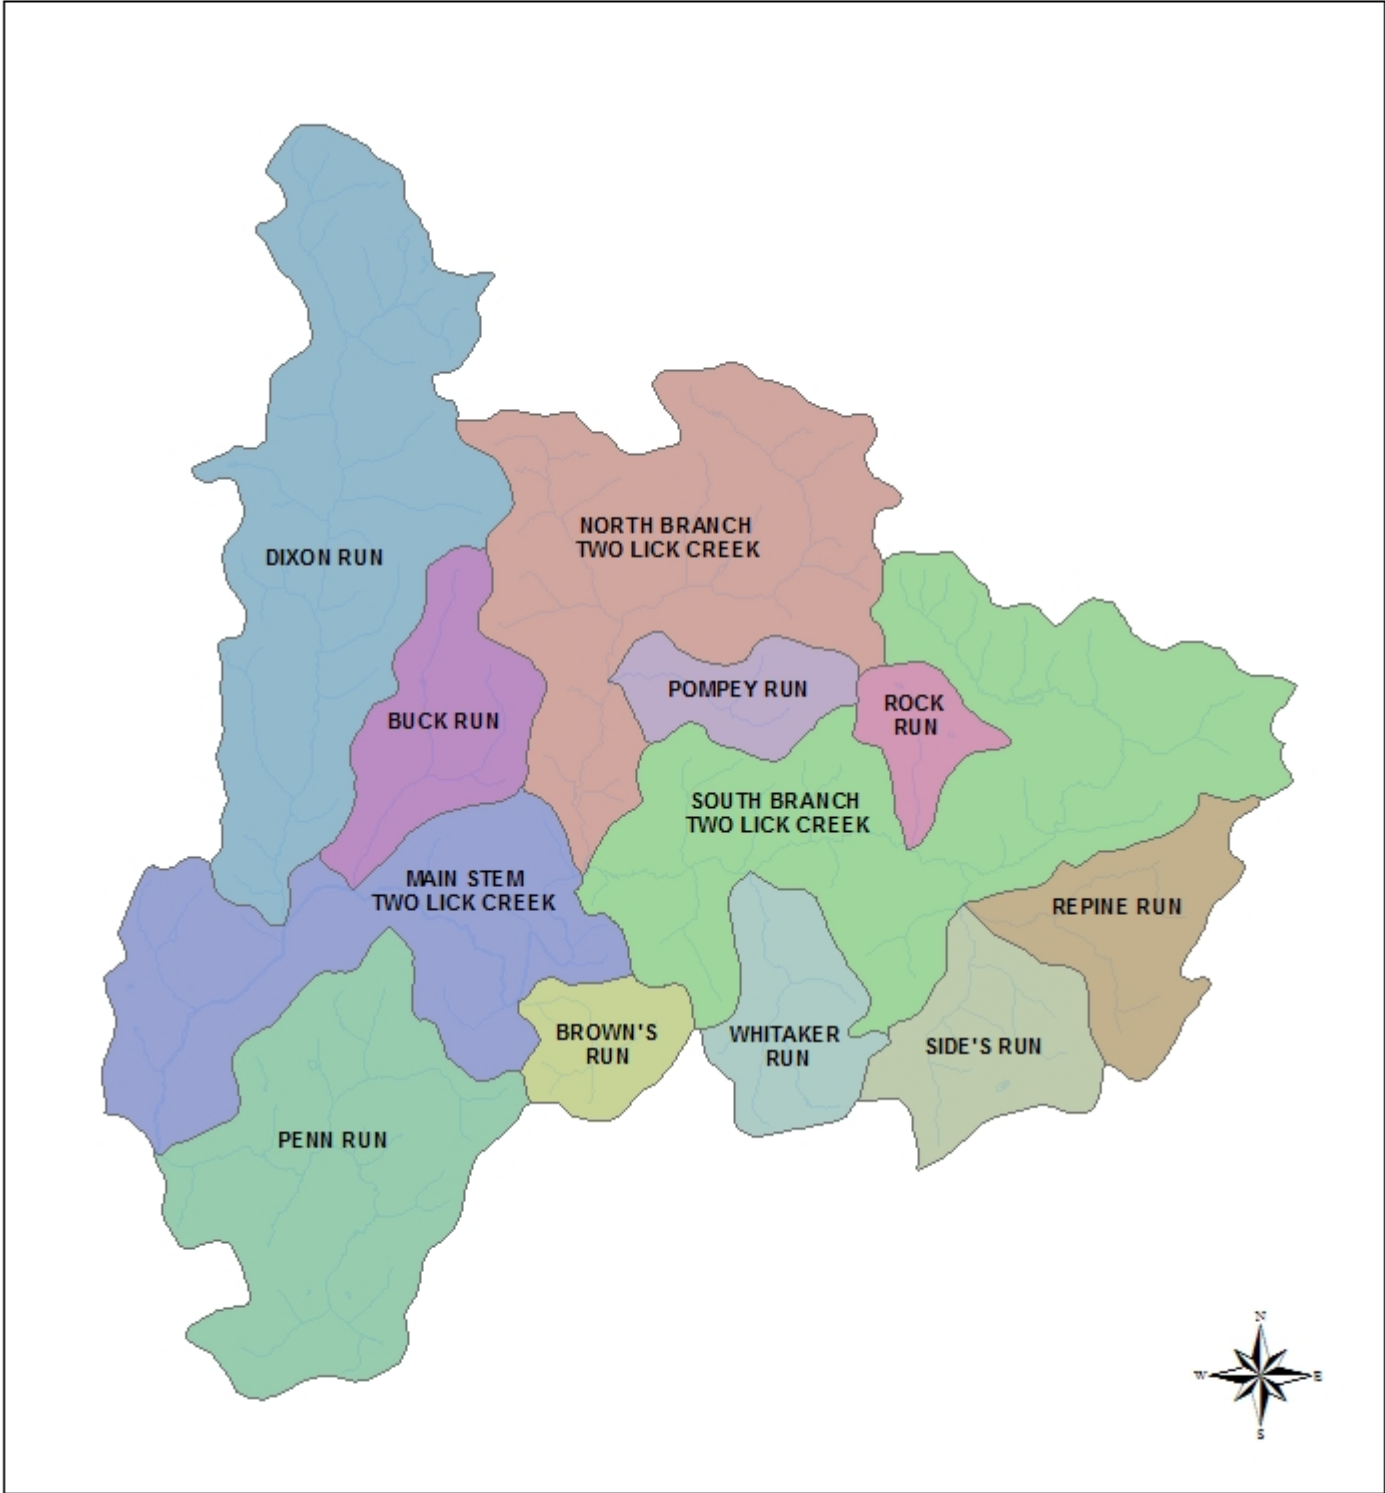 NORTH BRANCH
TWO LICK CREEK
DIXON RUN
POMPEY RUN
ROCK
RUN
BUCK RUN
SOUTH BRANCH
TWO LICK CREEK
MAIN STEM
TWO LICK CREEK
REPINE RUN
BROWN'S
RUN
WHITAKER
RUN
SIDE'S RUN
PENN RUN
N
W
E
S